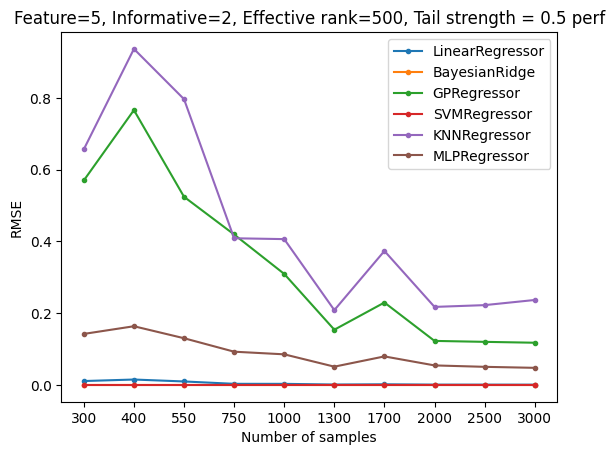 Feature=5, Informative=2, Effective rank=500, Tail strength = 0.5 perf
LinearRegressor
BayesianRidge
GPRegressor
SVMRegressor
KNNRegressor
MLPRegressor
RMSE
0.8
0.6
0.4
0.2
0.0
300 400 550 750 1000 1300 1700 2000 2500 3000
Number of samples